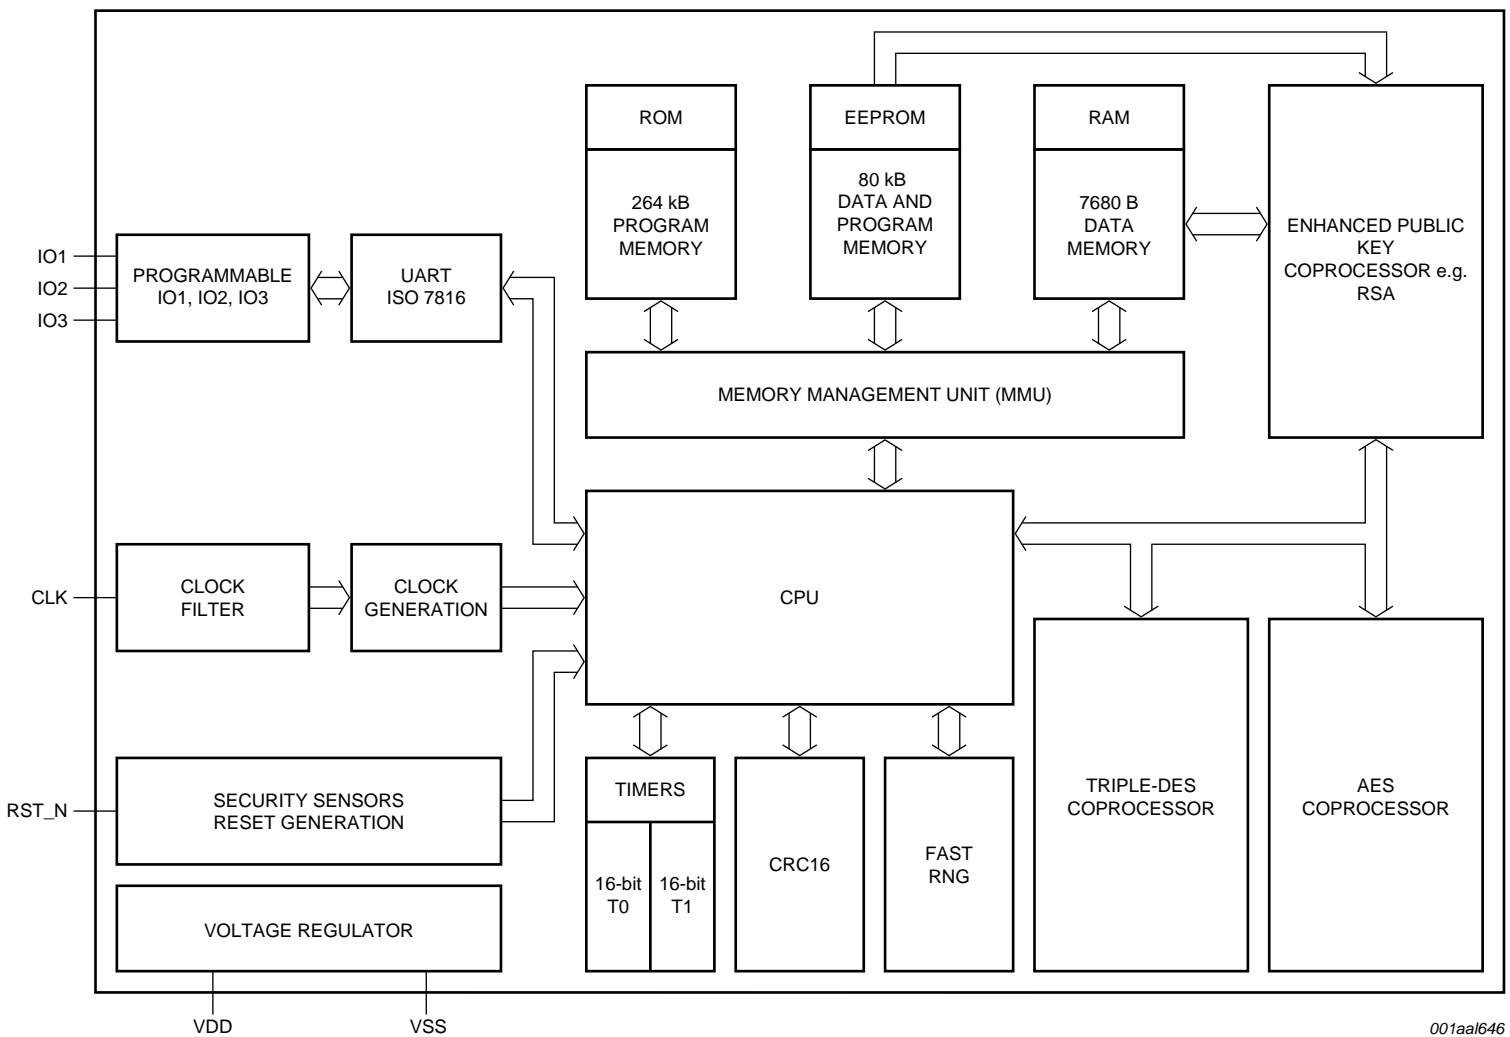 ROM
EEPROM
RAM
264 kB
PROGRAM
MEMORY
80 kB
DATA AND
PROGRAM
MEMORY
7680 B
DATA
MEMORY
ENHANCED PUBLIC
KEY
COPROCESSOR e.g.
RSA
IO1
IO2
IO3
PROGRAMMABLE
IO1, IO2, IO3
UART
ISO 7816
MEMORY MANAGEMENT UNIT (MMU)
CLK
CLOCK
FILTER
CLOCK
GENERATION
CPU
RST_N
SECURITY SENSORS
RESET GENERATION
TIMERS
16-bit
T0
16-bit
T1
CRC16
FAST
RNG
TRIPLE-DES
COPROCESSOR
AES
COPROCESSOR
VOLTAGE REGULATOR
VDD
VSS
001aal646